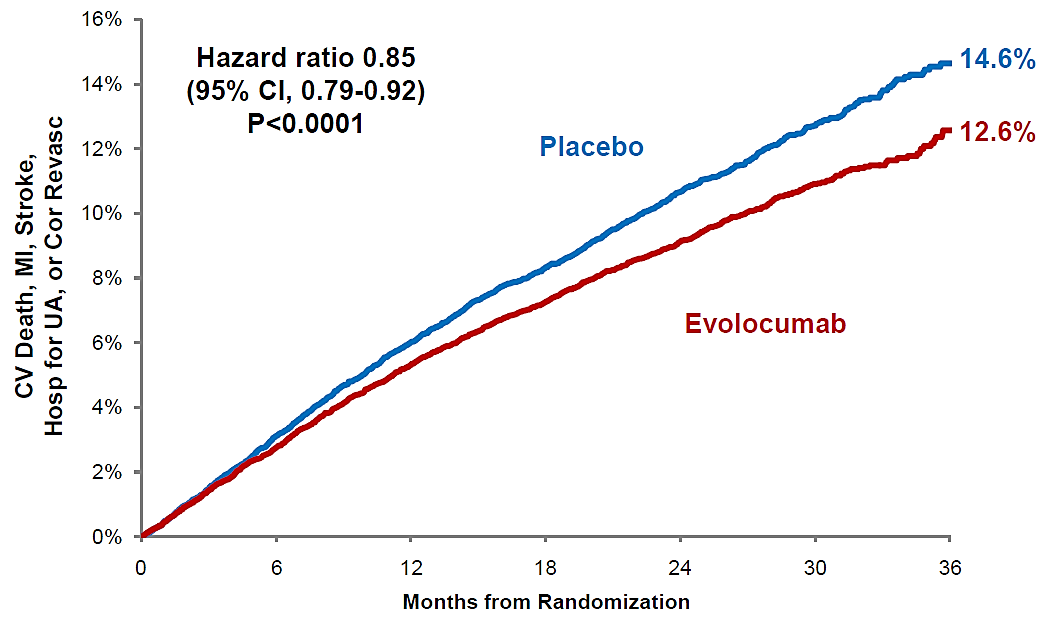 16%
14%
12%
10%
8%
6%
4%
2%
0%
CV Death, MI, Stroke,
Hosp for UA, or Cor Revasc
Hazard ratio 0.85
(95% CI, 0.79-0.92)
P<0.0001
Placebo
14.6%
12.6%
Evolocumab
0
6
12
18
24
30
36
Months from Randomization